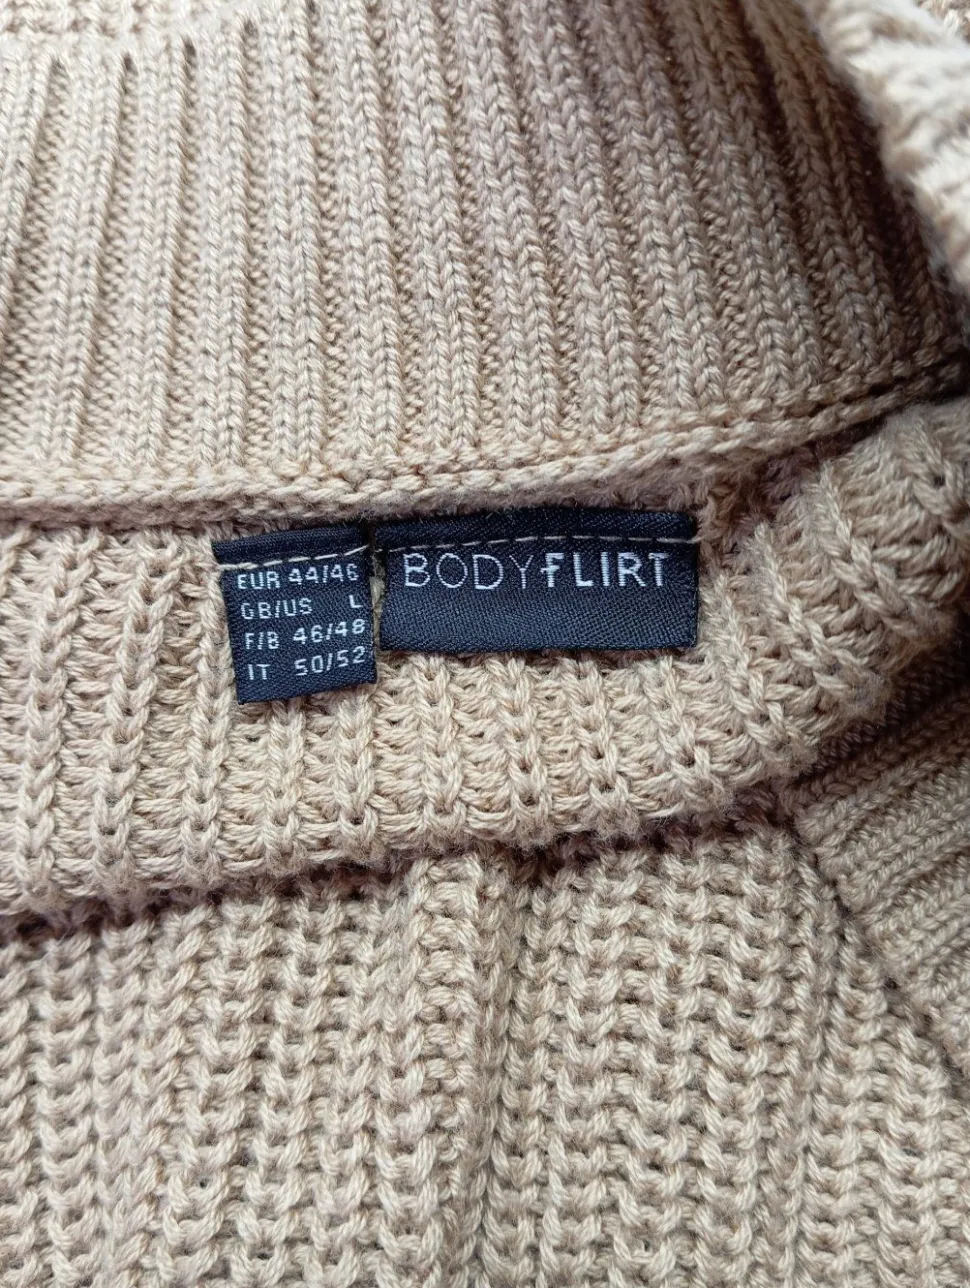 EUR 44/46
GB/US L
F/B 46/48
IT 50/52
BODYFLIRT